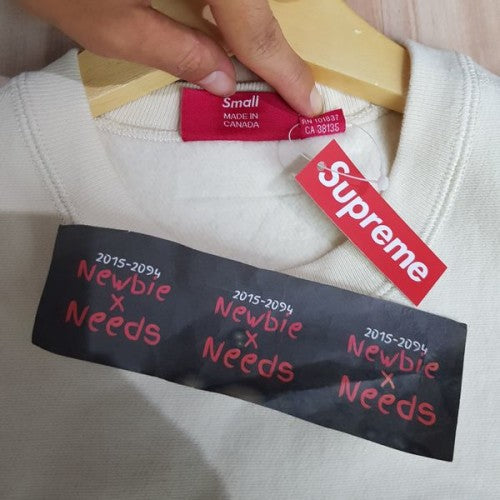 Small
MADE IN
CANADA
RN 101837
CA 38135
Supreme
2015-2094
Newbie
x
Needs
2015-2094
Newbie
x
Needs
2015-2094
Newbie
x
Needs